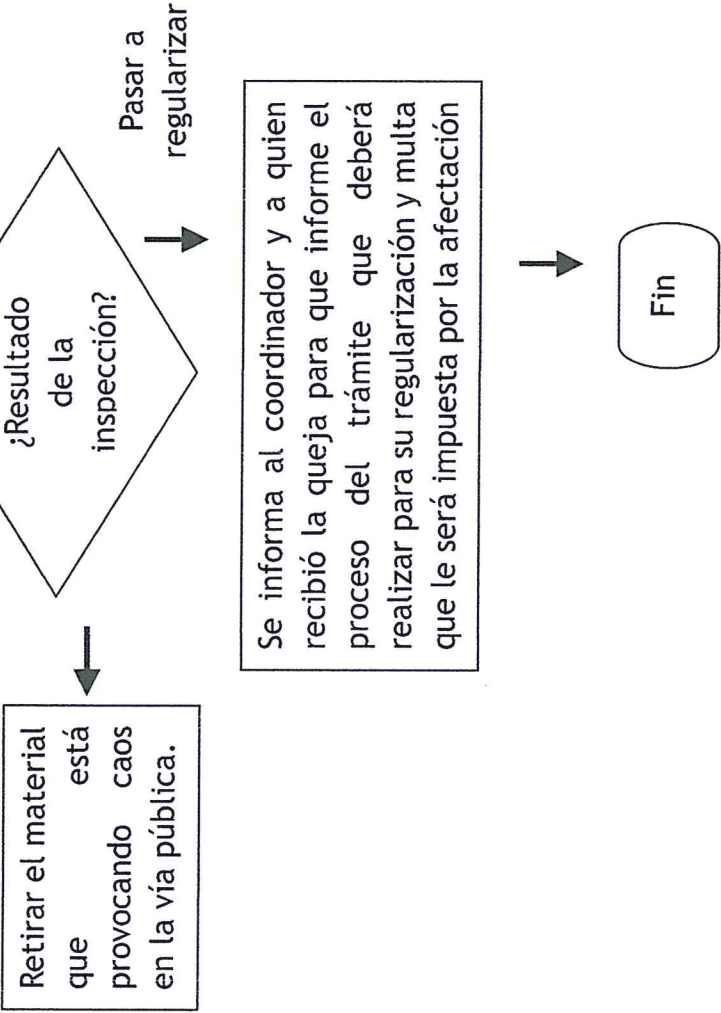 ¿Resultado
de la
inspección?
Pasar a
regularizar
Retirar el material
que está
provocando caos
en la vía pública.
Se informa al coordinador y a quien
recibió la queja para que informe el
proceso del trámite que deberá
realizar para su regularización y multa
que le será impuesta por la afectación
Fin